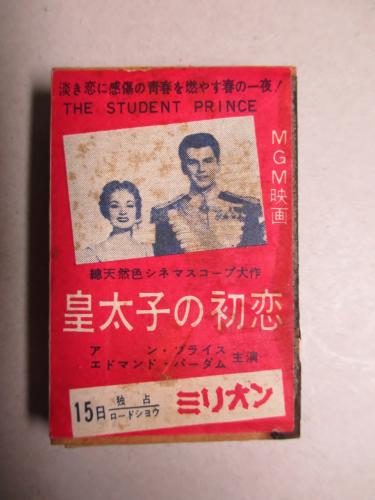 淡き恋に感傷の靑春を燃やす春の一夜!
THE STUDENT PRINCE
MGM映画
総天然色シネマスコープ大作
皇太子の初恋
アン・ブライス
エドマンド・パーダム 主演
15日 独占ロードショウ ミリオン